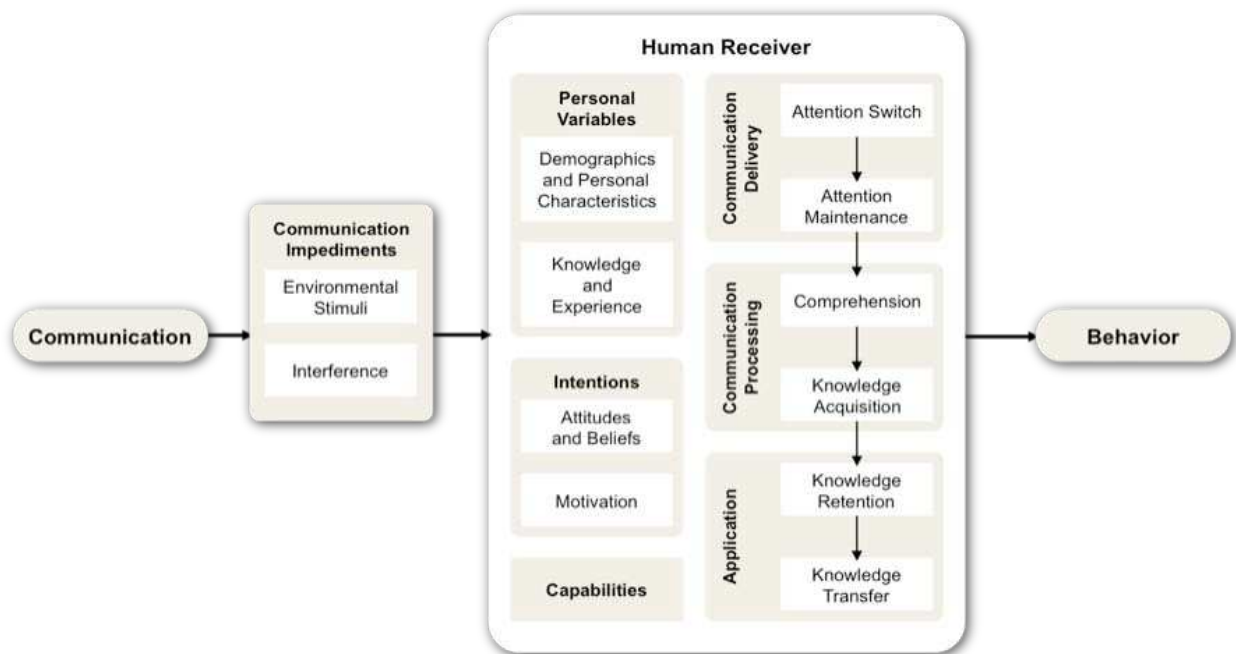 Human Receiver
Communication
Communication
Impediments
Environmental
Stimuli
Interference
Personal
Variables
Demographics
and Personal
Characteristics
Knowledge
and
Experience
Intentions
Attitudes
and Beliefs
Motivation
Capabilities
Communication
Delivery
Attention Switch
Attention
Maintenance
Communication
Processing
Comprehension
Knowledge
Acquisition
Application
Knowledge
Retention
Knowledge
Transfer
Behavior